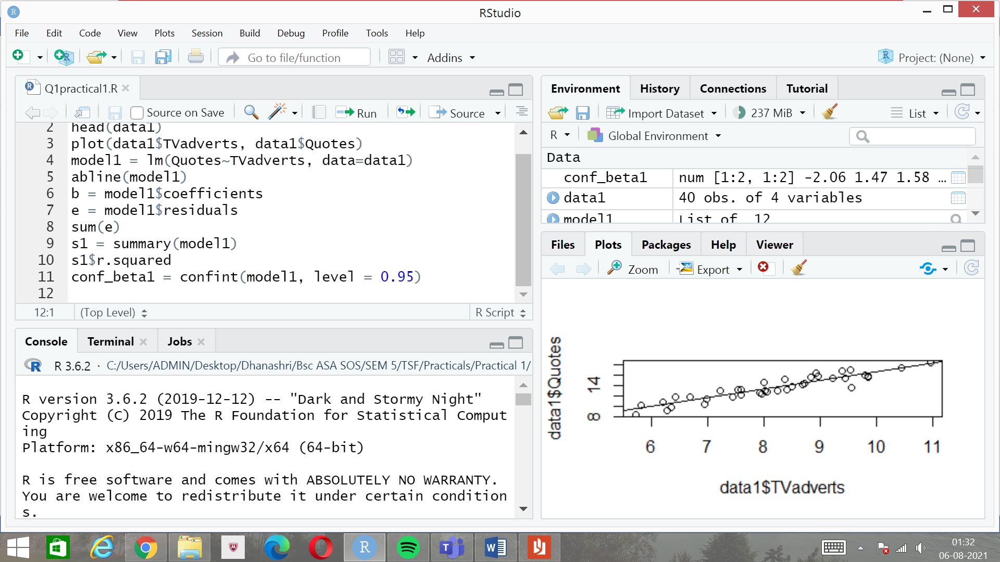 RStudio
File Edit Code View Plots Session Build Debug Profile Tools Help
Go to file/function Addins Project: (None)
Q1practical1.R
Source on Save Run Source
2 head(data1)
3 plot(data1$TVadverts, data1$Quotes)
4 model1 = lm(Quotes~TVadverts, data=data1)
5 abline(model1)
6 b = model1$coefficients
7 e = model1$residuals
8 sum(e)
9 s1 = summary(model1)
10 s1$r.squared
11 conf_beta1 = confint(model1, level = 0.95)
12
12:1 (Top Level) R Script
Console Terminal Jobs
R 3.6.2 · C:/Users/ADMIN/Desktop/Dhanashri/Bsc ASA SOS/SEM 5/TSF/Practicals/Practical 1/
R version 3.6.2 (2019-12-12) -- "Dark and Stormy Night"
Copyright (C) 2019 The R Foundation for Statistical Comput
ing
Platform: x86_64-w64-mingw32/x64 (64-bit)
R is free software and comes with ABSOLUTELY NO WARRANTY.
You are welcome to redistribute it under certain condition
s.
Environment History Connections Tutorial
Import Dataset 237 MiB List
R Global Environment
Data
conf_beta1 num [1:2, 1:2] -2.06 1.47 1.58 ...
data1 40 obs. of 4 variables
model1 List of 12
Files Plots Packages Help Viewer
Zoom Export
data1$Quotes
14
8
6 7 8 9 10 11
data1$TVadverts
01:32
06-08-2021